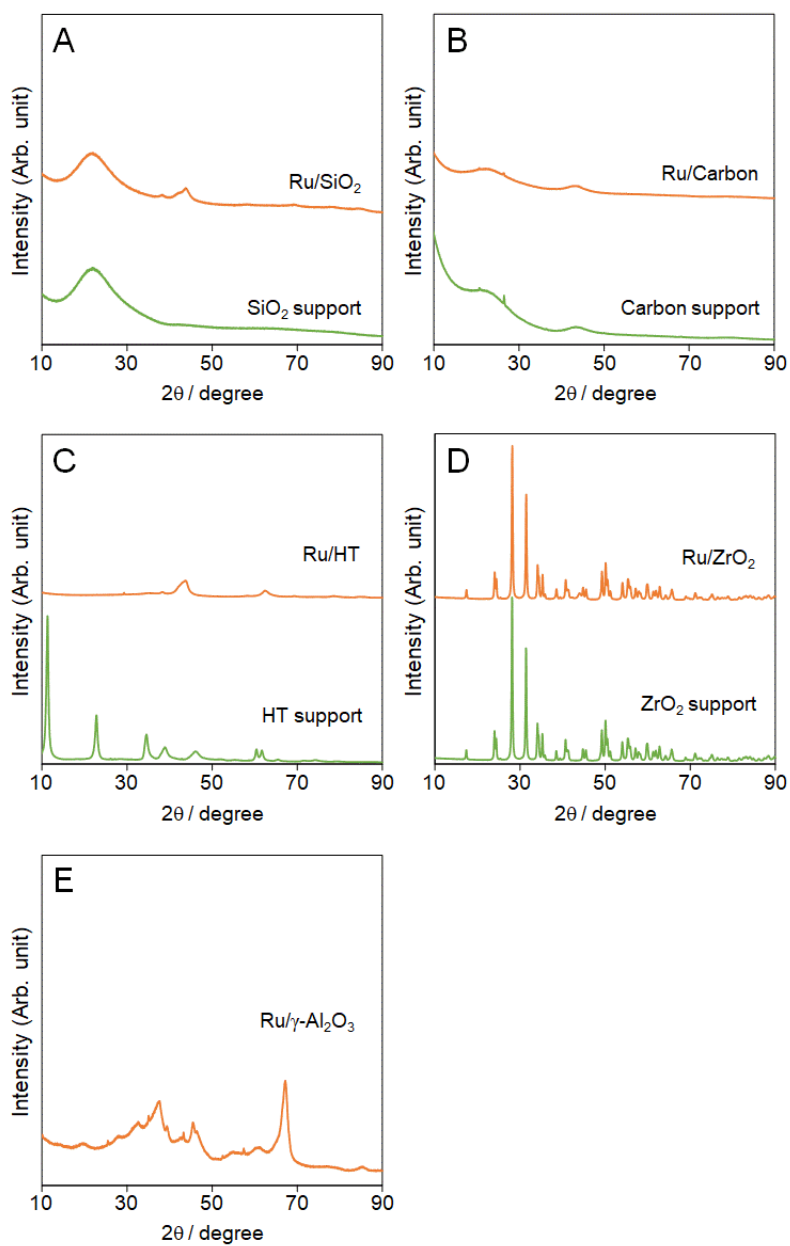 A
Intensity (Arb. unit)
Ru/SiO₂
SiO₂ support
10 30 50 70 90
2θ / degree
B
Intensity (Arb. unit)
Ru/Carbon
Carbon support
10 30 50 70 90
2θ / degree
C
Intensity (Arb. unit)
Ru/HT
HT support
10 30 50 70 90
2θ / degree
D
Intensity (Arb. unit)
Ru/ZrO₂
ZrO₂ support
10 30 50 70 90
2θ / degree
E
Intensity (Arb. unit)
Ru/γ-Al₂O₃
10 30 50 70 90
2θ / degree